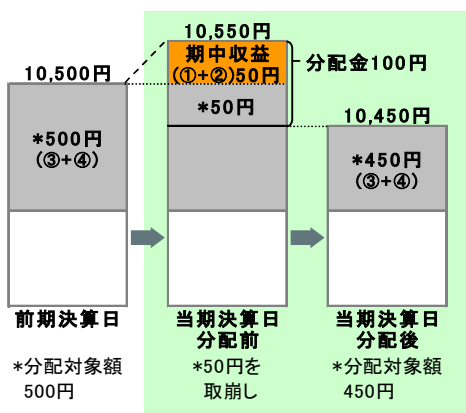 10,550円
期中収益
(①+②)50円
分配金100円
10,500円
*50円
10,450円
*500円
(③+④)
*450円
(③+④)
前期決算日
当期決算日
分配前
当期決算日
分配後
*分配対象額
500円
*50円を
取崩し
*分配対象額
450円